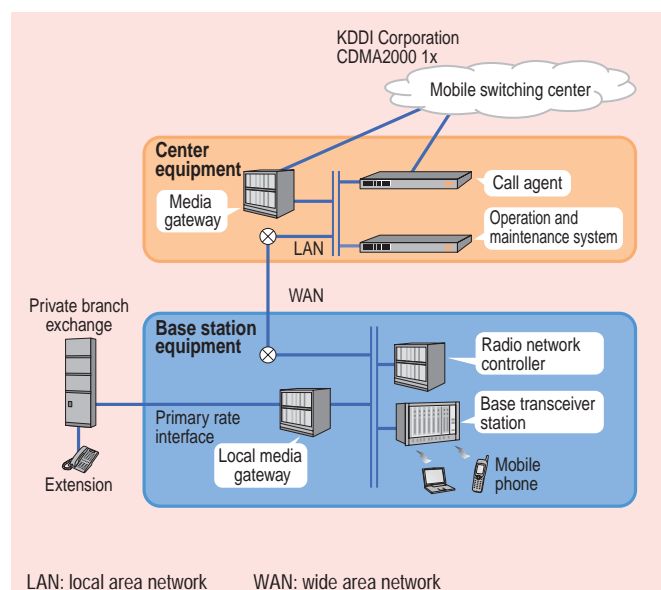 KDDI Corporation
CDMA2000 1x
Mobile switching center
Center
equipment
Media
gateway
Call agent
Operation and
maintenance system
LAN
WAN
Private branch
exchange
Base station
equipment
Radio network
controller
Primary rate
interface
Base transceiver
station
Local media
gateway
Mobile
phone
Extension
LAN: local area network WAN: wide area network